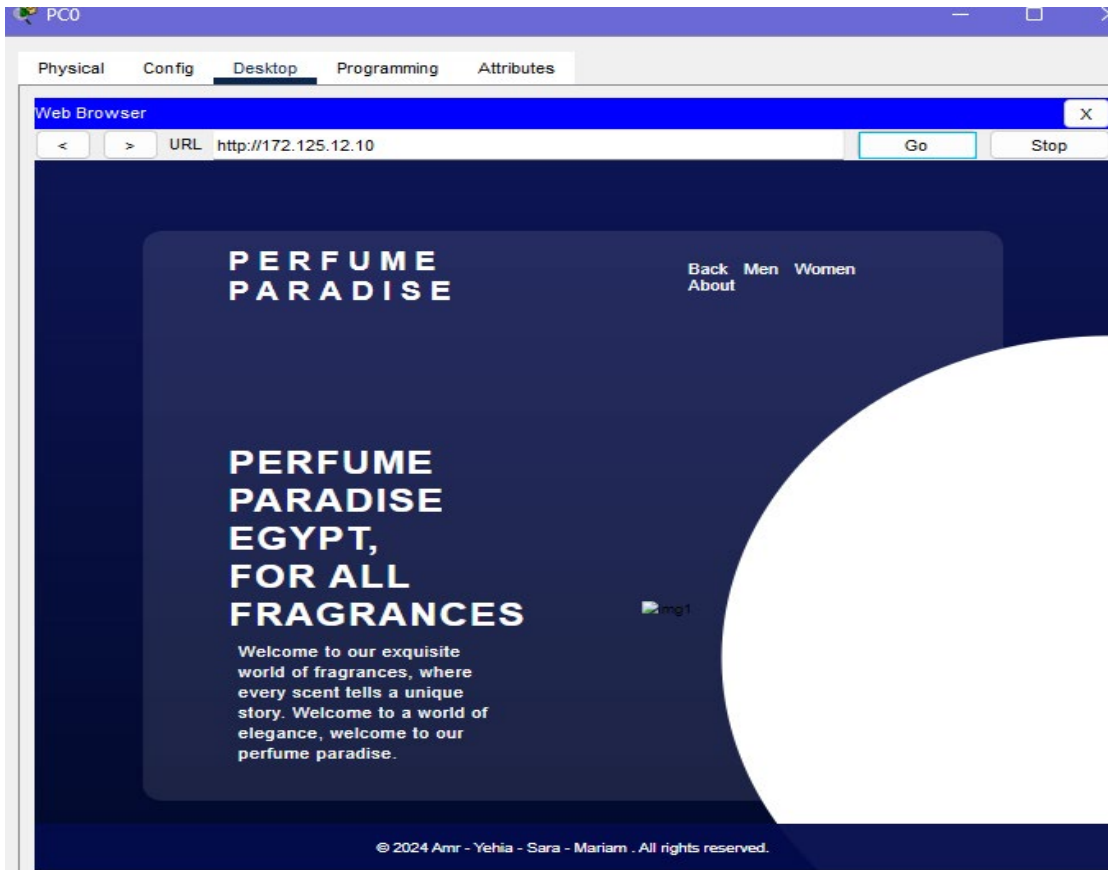 PC0
Physical Config Desktop Programming Attributes
Web Browser
X
< > URL http://172.125.12.10 Go Stop
PERFUME
PARADISE
Back Men Women
About
PERFUME
PARADISE
EGYPT,
FOR ALL
FRAGRANCES
img1
Welcome to our exquisite
world of fragrances, where
every scent tells a unique
story. Welcome to a world of
elegance, welcome to our
perfume paradise.
© 2024 Amr - Yehia - Sara - Mariam . All rights reserved.